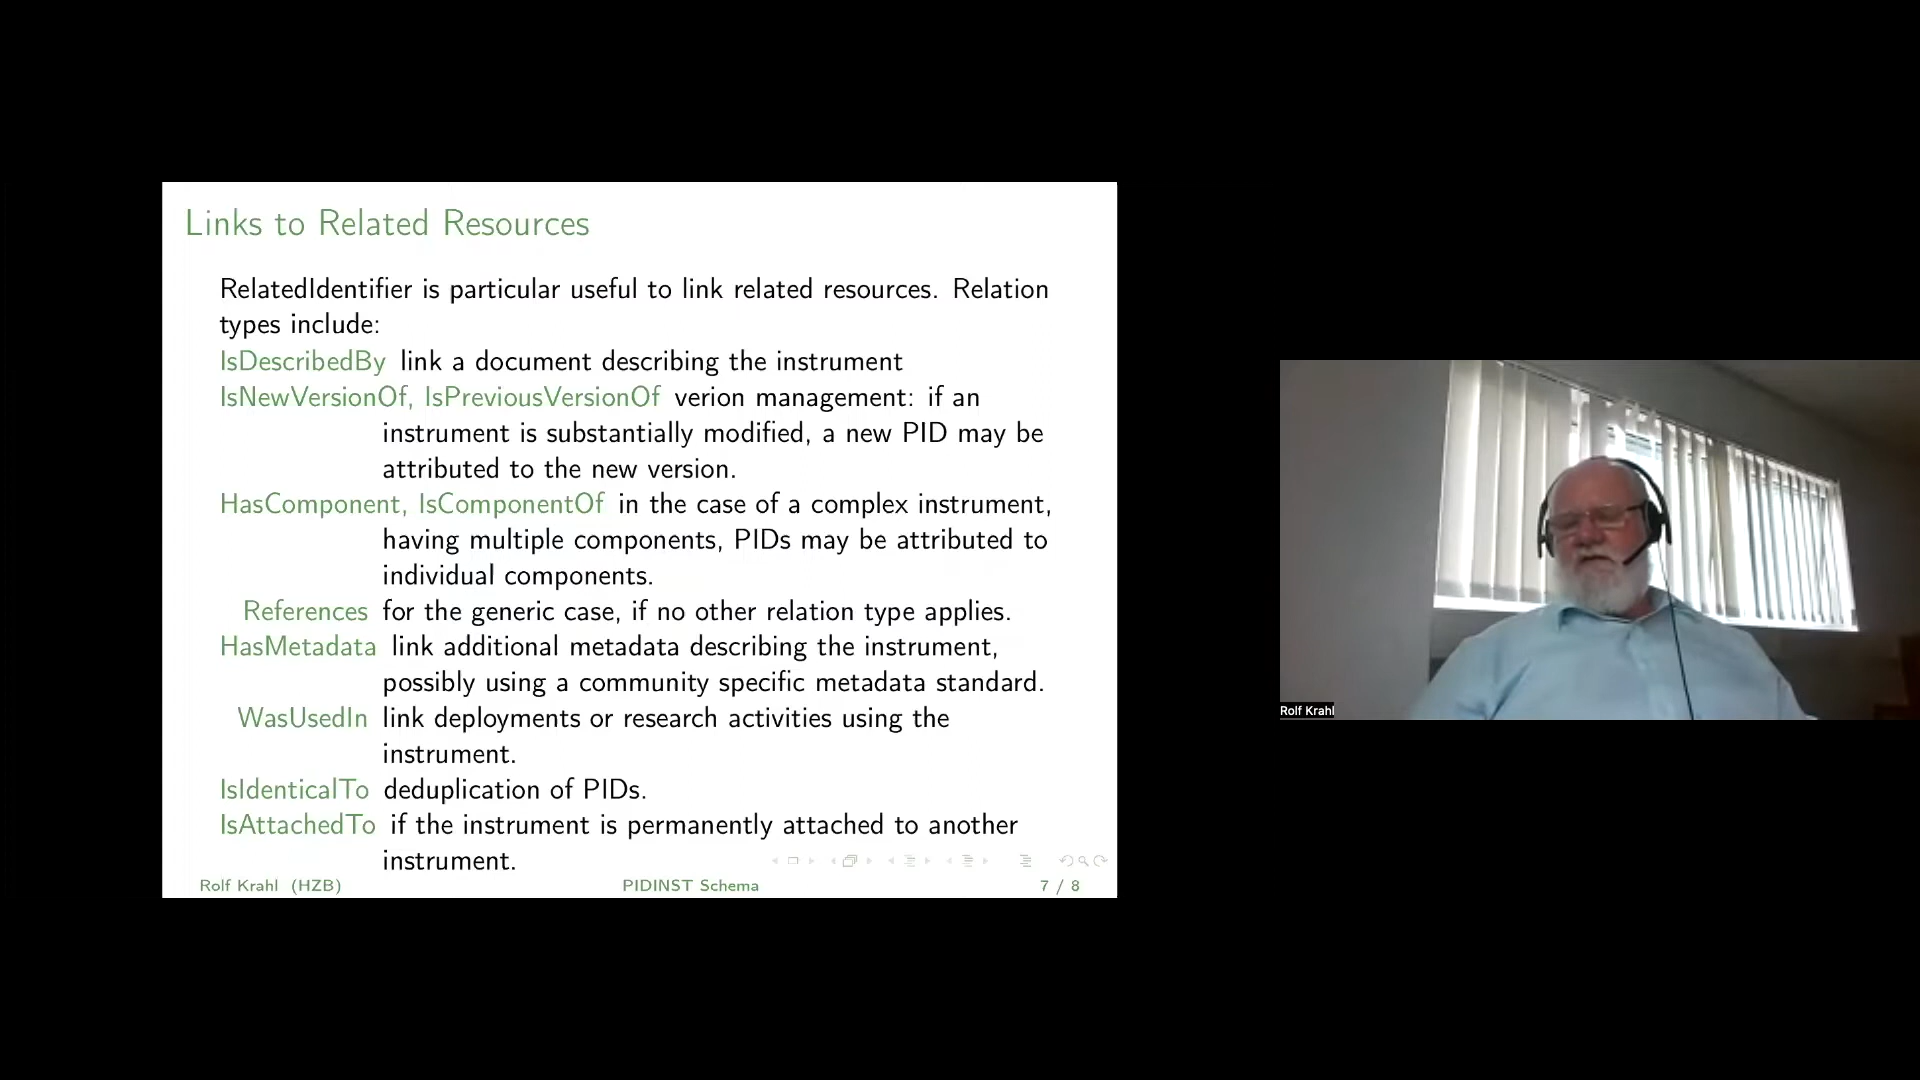 Links to Related Resources
RelatedIdentifier is particular useful to link related resources. Relation
types include:
IsDescribedBy link a document describing the instrument
IsNewVersionOf, IsPreviousVersionOf verion management: if an
instrument is substantially modified, a new PID may be
attributed to the new version.
HasComponent, IsComponentOf in the case of a complex instrument,
having multiple components, PIDs may be attributed to
individual components.
References for the generic case, if no other relation type applies.
HasMetadata link additional metadata describing the instrument,
possibly using a community specific metadata standard.
WasUsedIn link deployments or research activities using the
instrument.
IsIdenticalTo deduplication of PIDs.
IsAttachedTo if the instrument is permanently attached to another
instrument.
Rolf Krahl (HZB) PIDINST Schema 7 / 8
Rolf Krahl